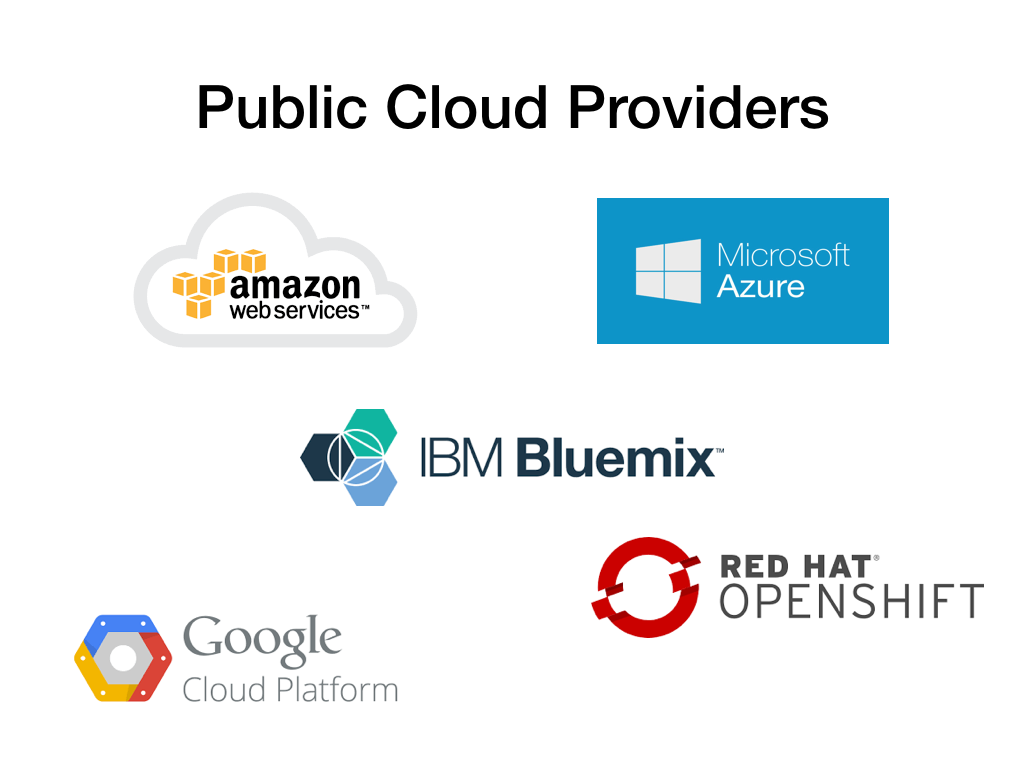 Public Cloud Providers
amazon
web services™
Microsoft
Azure
IBM Bluemix™
RED HAT®
OPENSHIFT
Google
Cloud Platform